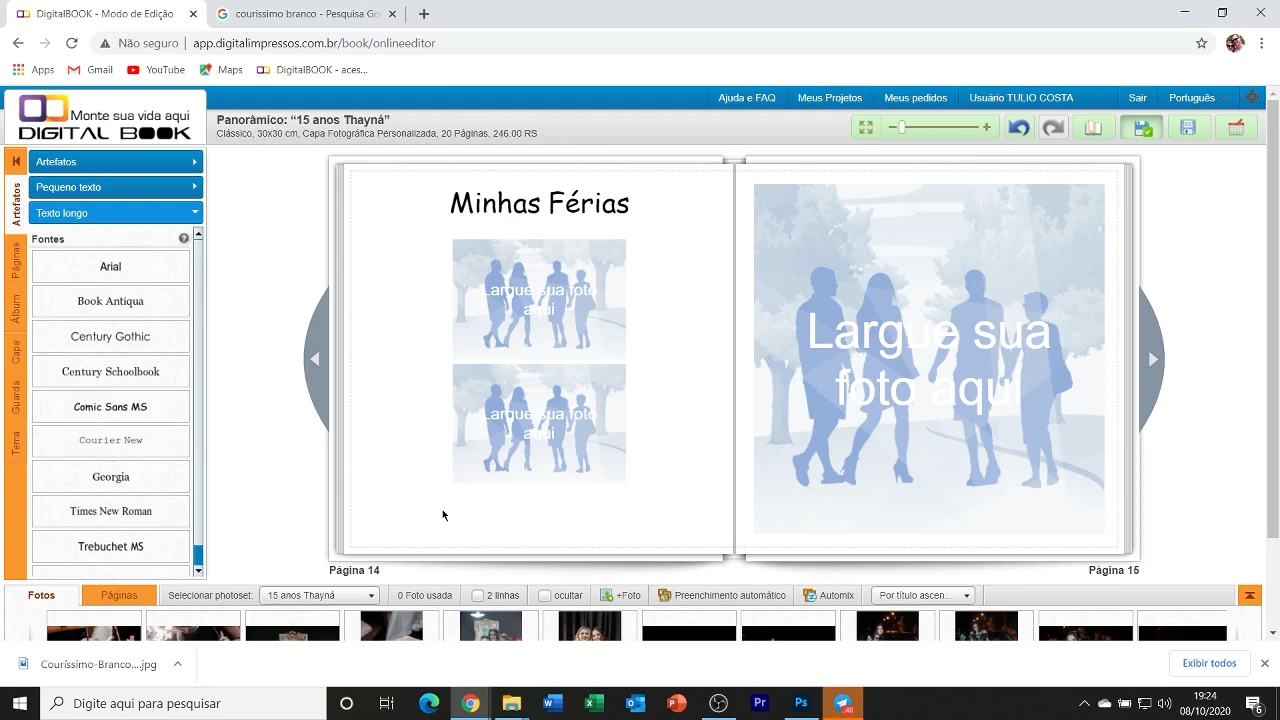 DigitalBOOK - Modo de Edição
couríssimo branco - Pesquisa Go
Não seguro | app.digitalimpressos.com.br/book/onlineeditor
Apps
Gmail
YouTube
Maps
DigitalBOOK - aces...
Monte sua vida aqui
DIGITAL BOOK
Ajuda e FAQ
Meus Projetos
Meus pedidos
Usuário TULIO COSTA
Sair
Português
Panorâmico: “15 anos Thayná”
Clássico, 30x30 cm, Capa Fotográfica Personalizada, 20 Páginas, 246.00 RS
Artefatos
Páginas
Álbum
Capa
Guarda
Tema
Artefatos
Pequeno texto
Texto longo
Fontes
Arial
Book Antiqua
Century Gothic
Century Schoolbook
Comic Sans MS
Courier New
Georgia
Times New Roman
Trebuchet MS
Minhas Férias
Largue sua foto
aqui
Largue sua foto
aqui
Largue sua
foto aqui
Página 14
Página 15
Fotos
Páginas
Selecionar photoset:
15 anos Thayná
0 Foto usada
2 linhas
ocultar
+Foto
Preenchimento automático
Automix
Por título ascen...
Couríssimo-Branco....jpg
Exibir todos
Digite aqui para pesquisar
19:24
08/10/2020